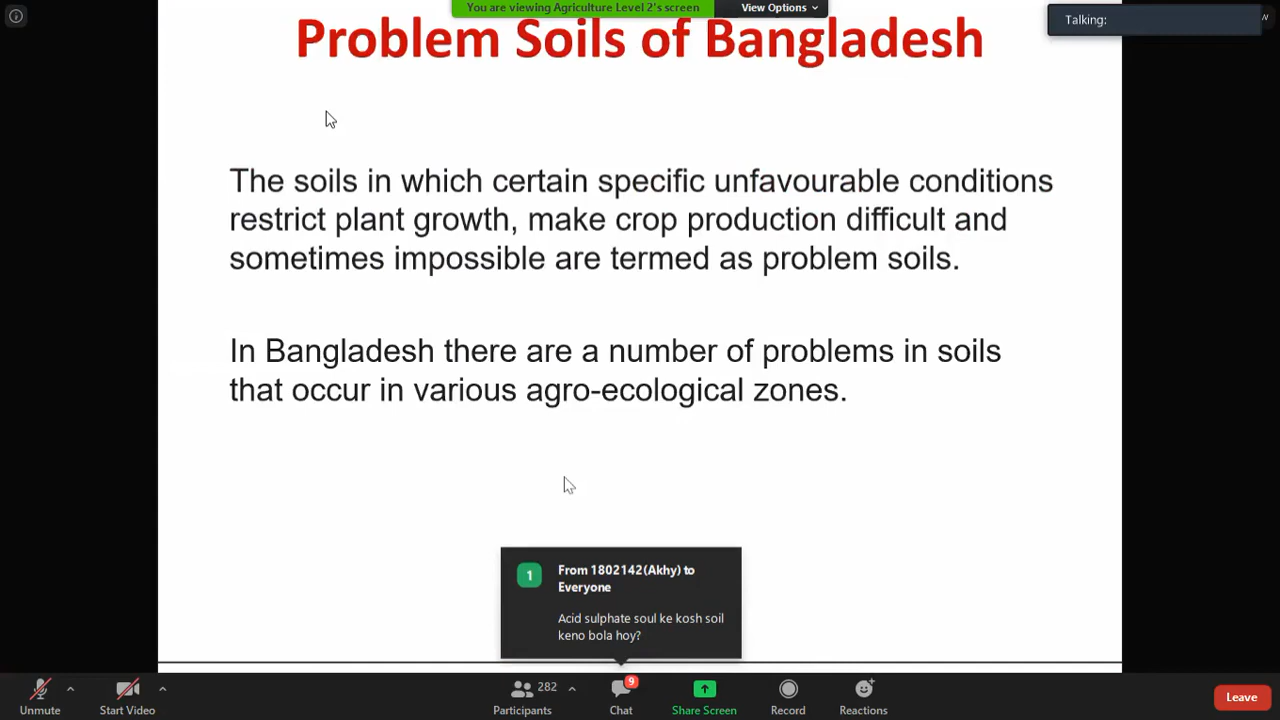 You are viewing Agriculture Level 2's screen
View Options
Talking:
Problem Soils of Bangladesh
The soils in which certain specific unfavourable conditions
restrict plant growth, make crop production difficult and
sometimes impossible are termed as problem soils.
In Bangladesh there are a number of problems in soils
that occur in various agro-ecological zones.
1
From 1802142(Akhy) to
Everyone
Acid sulphate soul ke kosh soil
keno bola hoy?
Unmute
Start Video
282
Participants
9
Chat
Share Screen
Record
Reactions
Leave